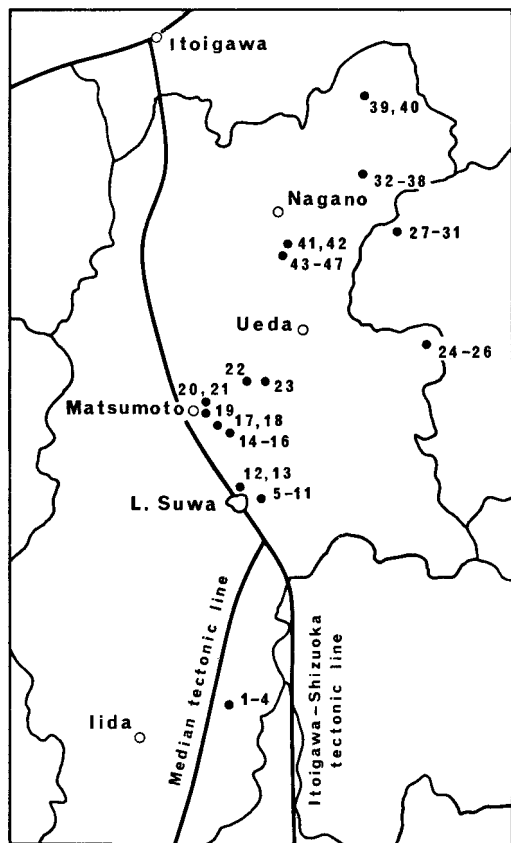 Itoigawa
39,40
32-38
Nagano
27-31
41,42
43-47
Ueda
24-26
22
23
20,21
Matsumoto
19
17,18
14-16
12,13
5-11
L. Suwa
Median tectonic line
Itoigawa-Shizuoka
tectonic line
1-4
Iida